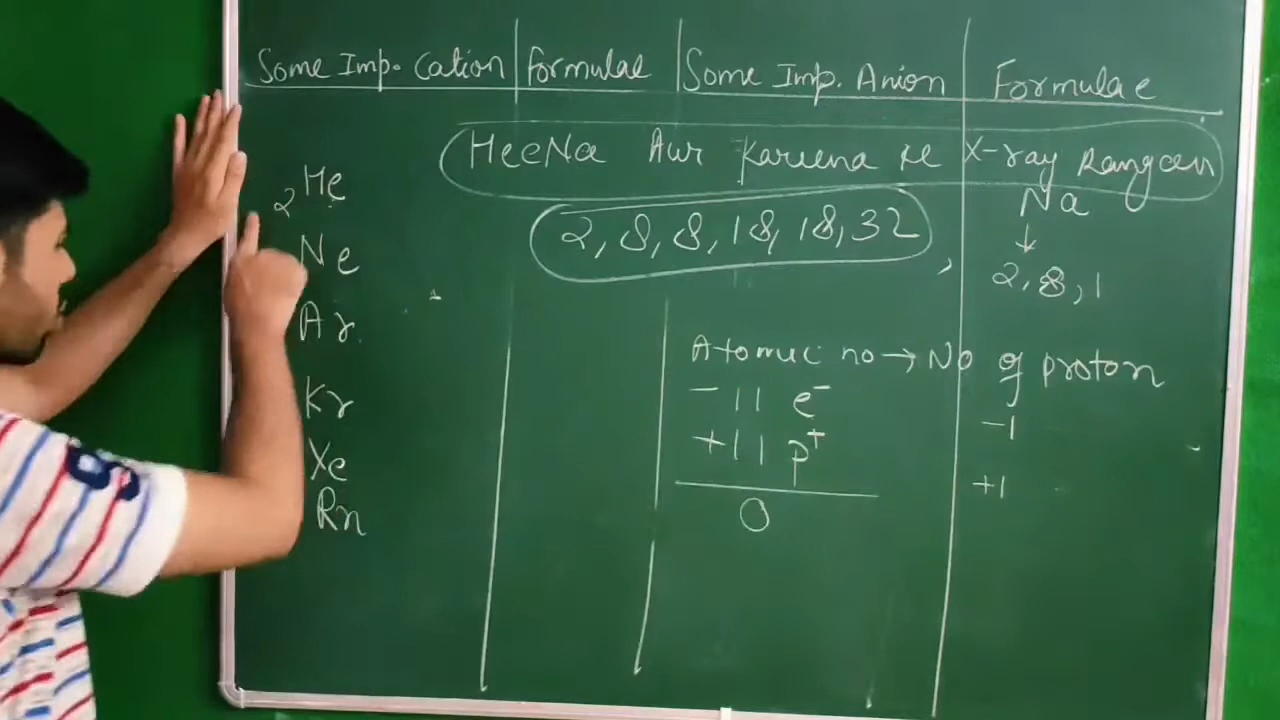 Some Imp. Cation Formulae Some Imp. Anion Formulae
HeeNa Aur Kareena Ke X-ray Rangeen
2He
Na
↓
2, 8, 8, 18, 18, 32,
Ne
2, 8, 1
Ar
Atomic no → No of proton
Kr
- 11 e⁻
-1
+11 p⁺
Xe
+1
Rn
0